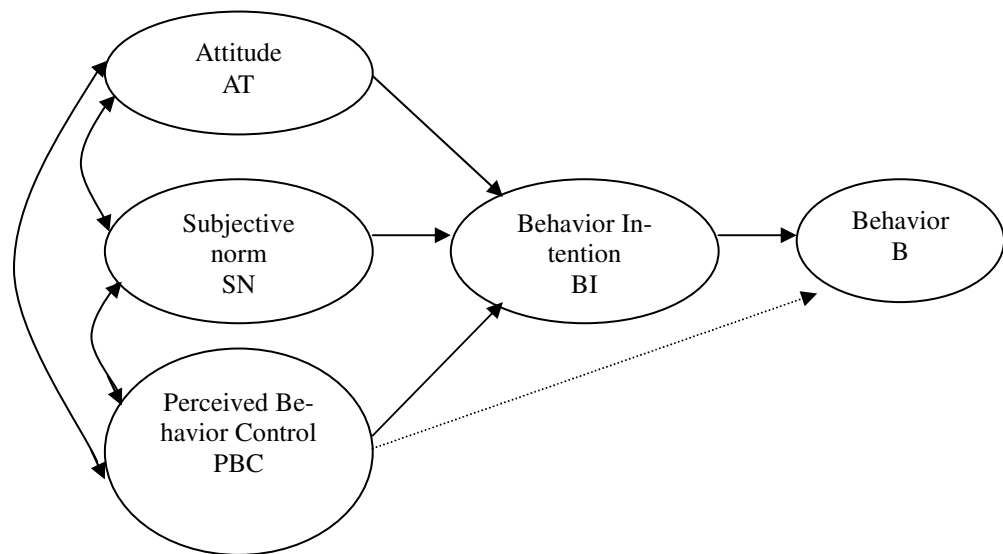 Attitude
AT
Subjective
norm
SN
Behavior In-
tention
BI
Behavior
B
Perceived Be-
havior Control
PBC